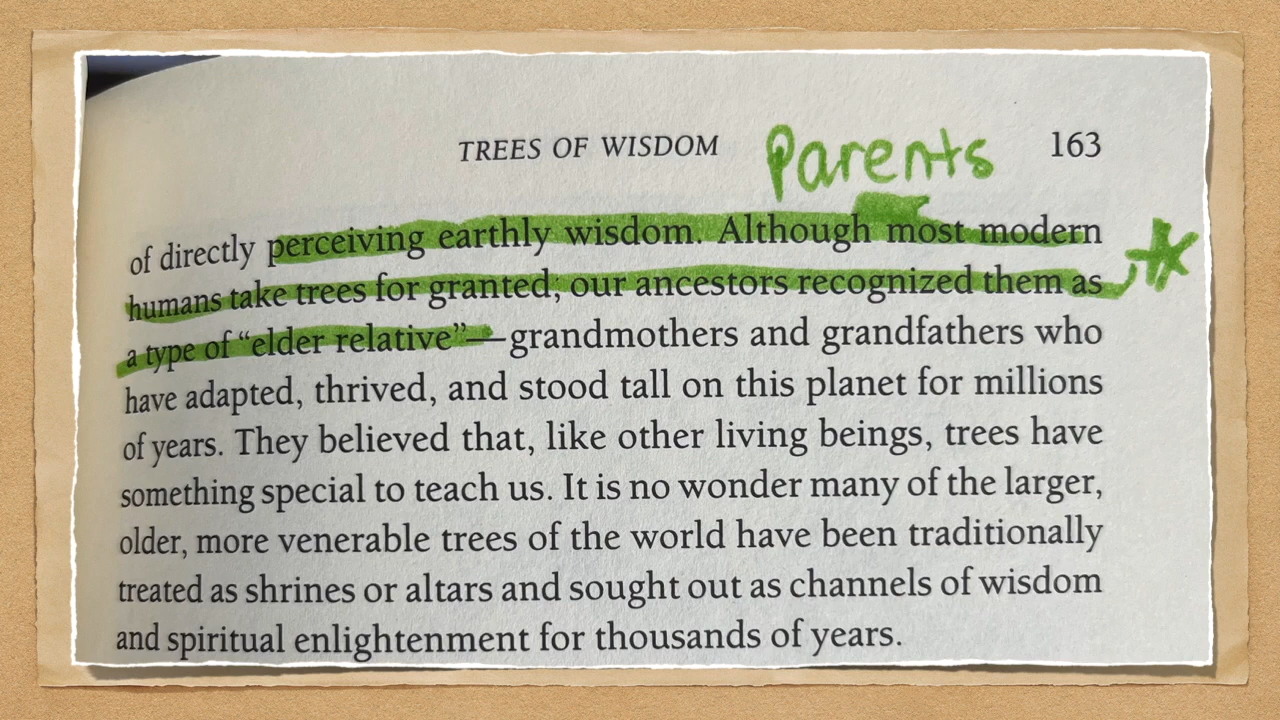 TREES OF WISDOM Parents 163
of directly perceiving earthly wisdom. Although most modern
humans take trees for granted, our ancestors recognized them as
a type of “elder relative”—grandmothers and grandfathers who
have adapted, thrived, and stood tall on this planet for millions
of years. They believed that, like other living beings, trees have
something special to teach us. It is no wonder many of the larger,
older, more venerable trees of the world have been traditionally
treated as shrines or altars and sought out as channels of wisdom
and spiritual enlightenment for thousands of years.